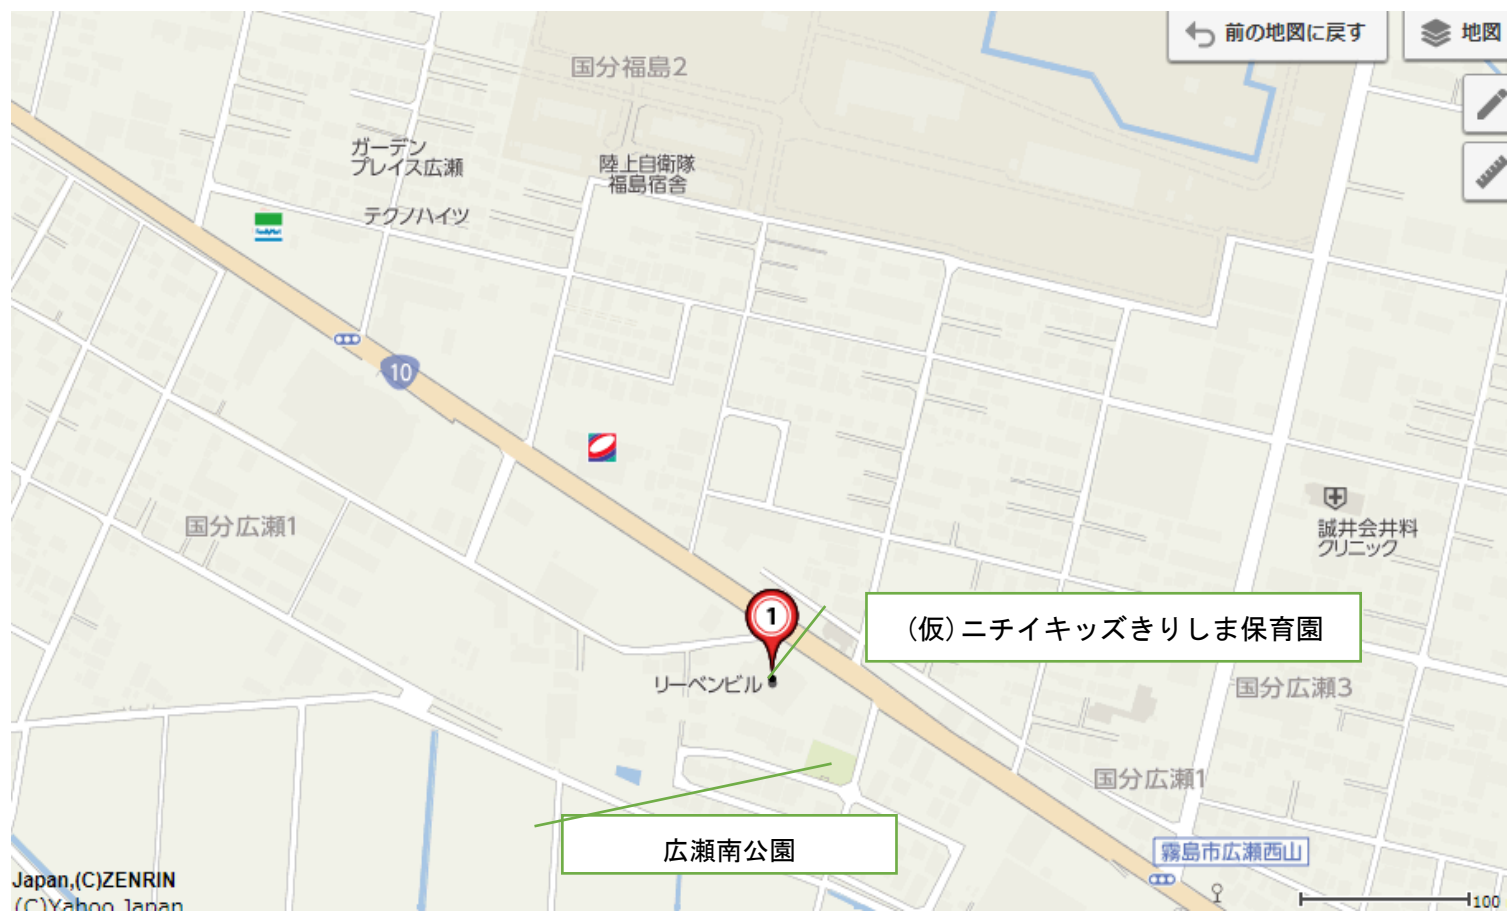 前の地図に戻す
地図
国分福島2
ガーデン
プレイス広瀬
陸上自衛隊
福島宿舎
テクノハイツ
FamilyMart
10
国分広瀬1
誠井会井料
クリニック
1
(仮)ニチイキッズきりしま保育園
リーベンビル
国分広瀬3
国分広瀬1
広瀬南公園
霧島市広瀬西山
Japan,(C)ZENRIN
(C)Yahoo Japan
100